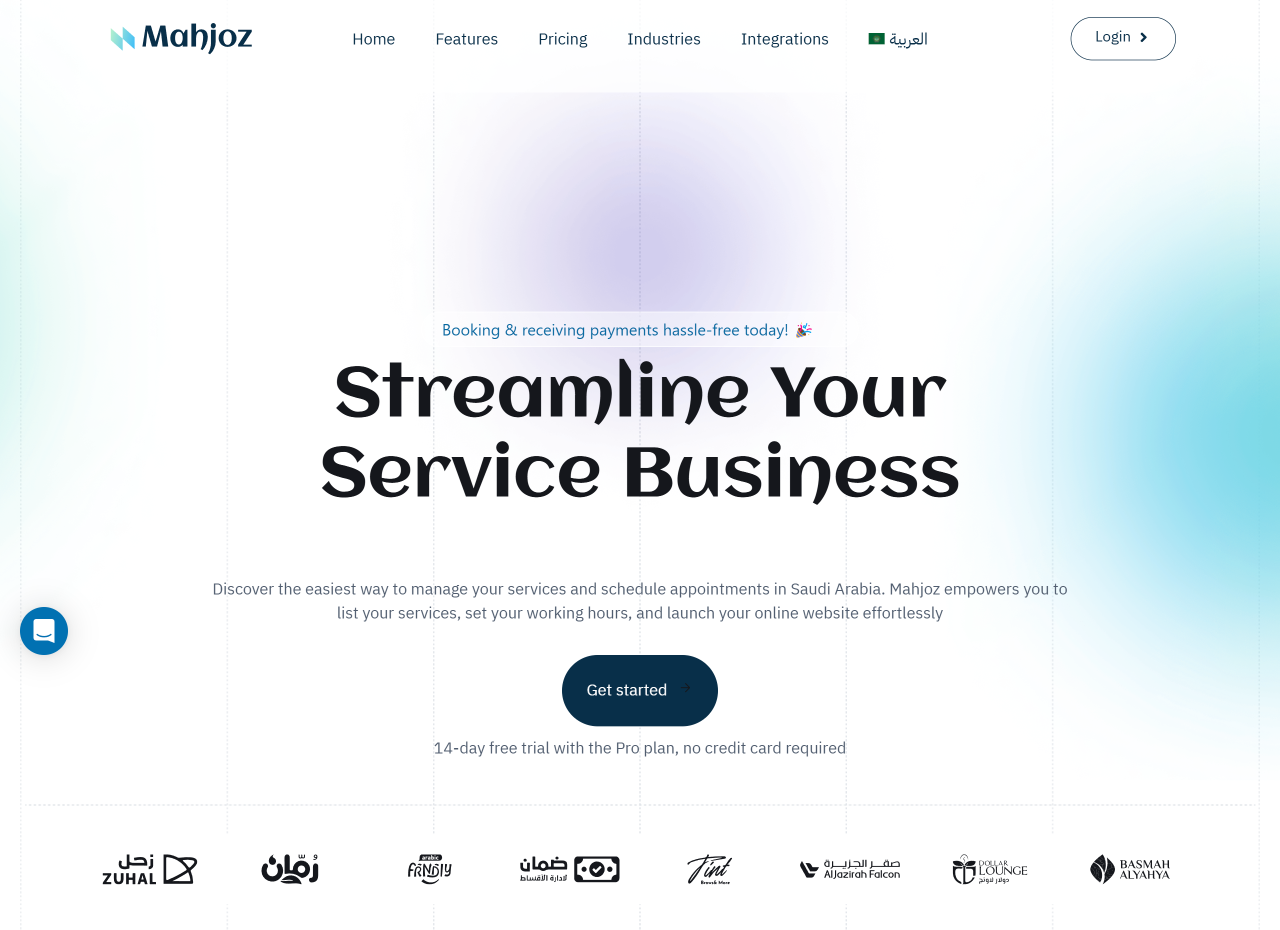 Mahjoz
Home
Features
Pricing
Industries
Integrations
العربية
Login
Booking & receiving payments hassle-free today! 🎉
Streamline Your
Service Business
Discover the easiest way to manage your services and schedule appointments in Saudi Arabia. Mahjoz empowers you to
list your services, set your working hours, and launch your online website effortlessly
Get started
14-day free trial with the Pro plan, no credit card required
زحل
ZUHAL
رُمّان
arabic
FRNDIY
ضمان
لادارة الأقساط
Tint
Brows& More
صقر الجزيرة
AlJazirah Falcon
DOLLAR
LOUNGE
دولار لاونج
BASMAH
ALYAHYA